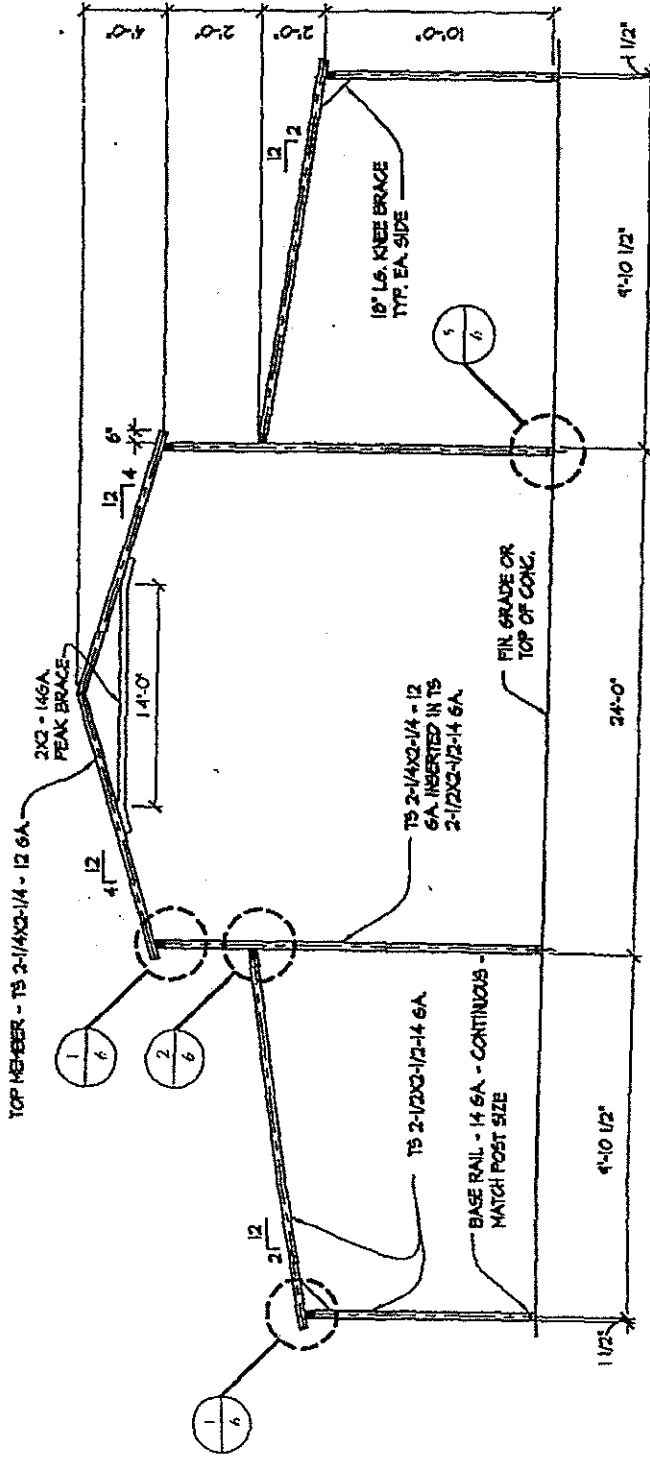 TOP MEMBER - TS 2-1/4X2-1/4 - 12 GA.
2X2 - 14GA.
PEAK BRACE
4'-0"
2'-0"
2'-0"
10'-0"
6"
12
4
12
4
14'-0"
12
2
12
2
1
6
2
6
1
6
5
6
18" LG. KNEE BRACE
TYP. EA. SIDE
TS 2-1/4X2-1/4 - 12
GA. INSERTED IN TS
2-1/2X2-1/2-14 GA.
TS 2-1/2X2-1/2-14 GA.
FIN. GRADE OR
TOP OF CONC.
BASE RAIL - 14 GA. - CONTINUOUS -
MATCH POST SIZE
1 1/2"
9'-10 1/2"
24'-0"
9'-10 1/2"
1 1/2"